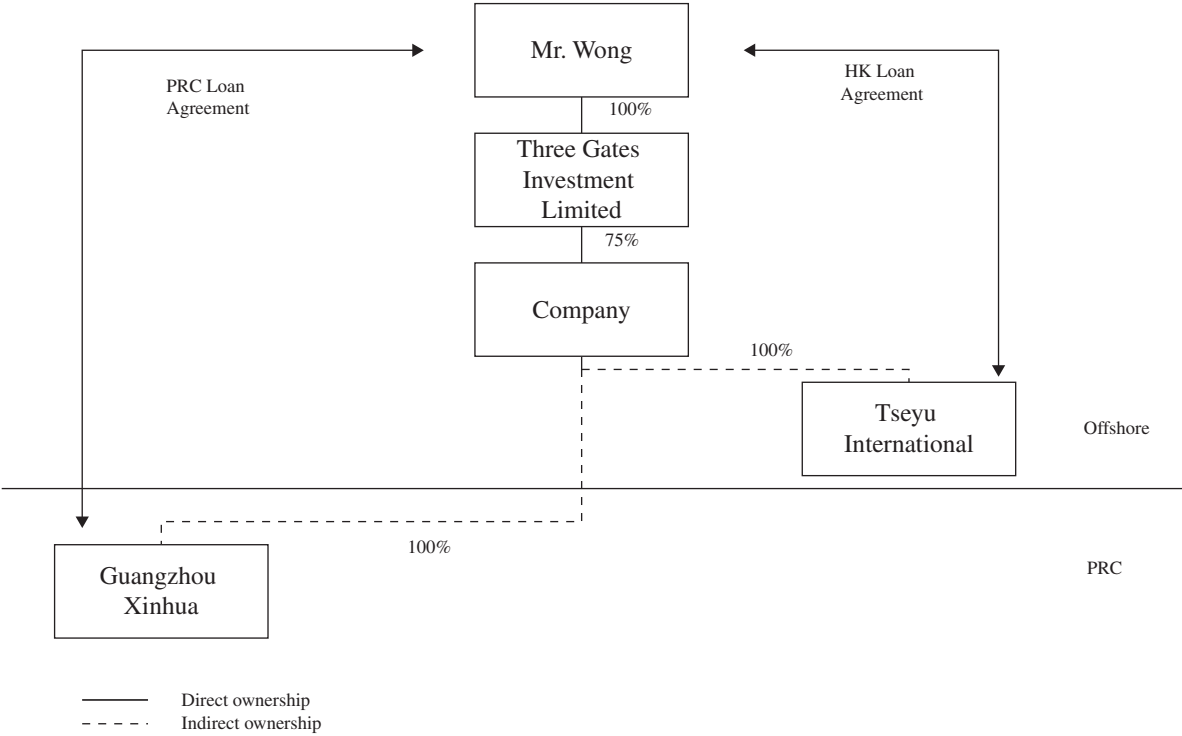 Mr. Wong
PRC Loan
Agreement
HK Loan
Agreement
100%
Three Gates
Investment
Limited
75%
Company
100%
Tseyu
International
Offshore
100%
Guangzhou
Xinhua
PRC
Direct ownership
Indirect ownership